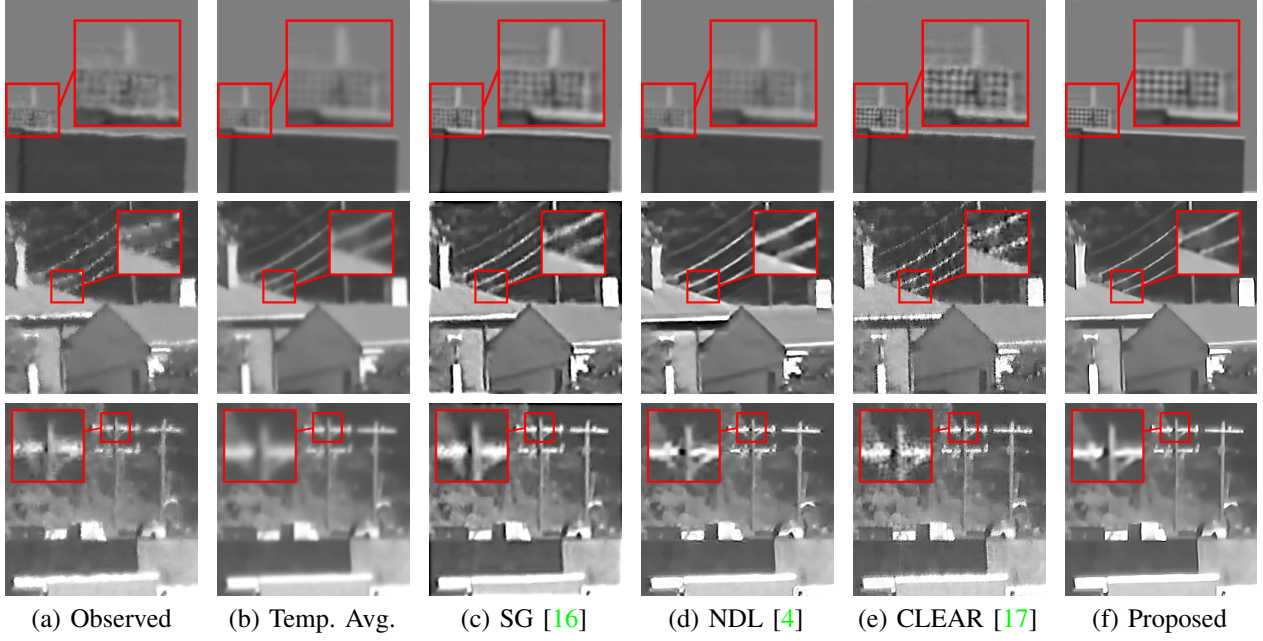 (a) Observed (b) Temp. Avg. (c) SG [16] (d) NDL [4] (e) CLEAR [17] (f) Proposed